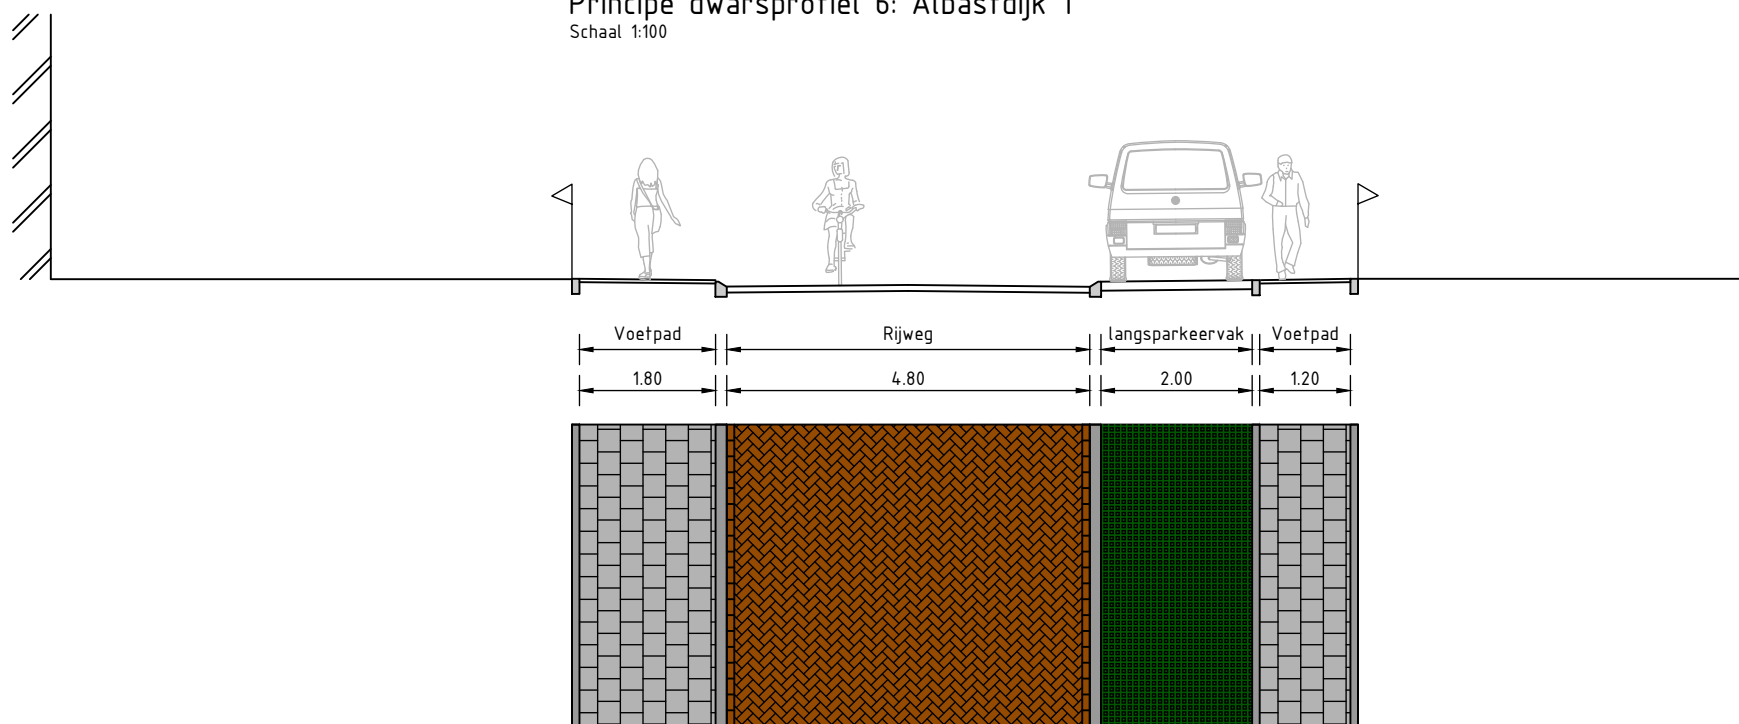 Principe dwarsprofiel 6: Albastdijk 1
Schaal 1:100
Voetpad Rijweg langsparkeervak Voetpad
1.80 4.80 2.00 1.20